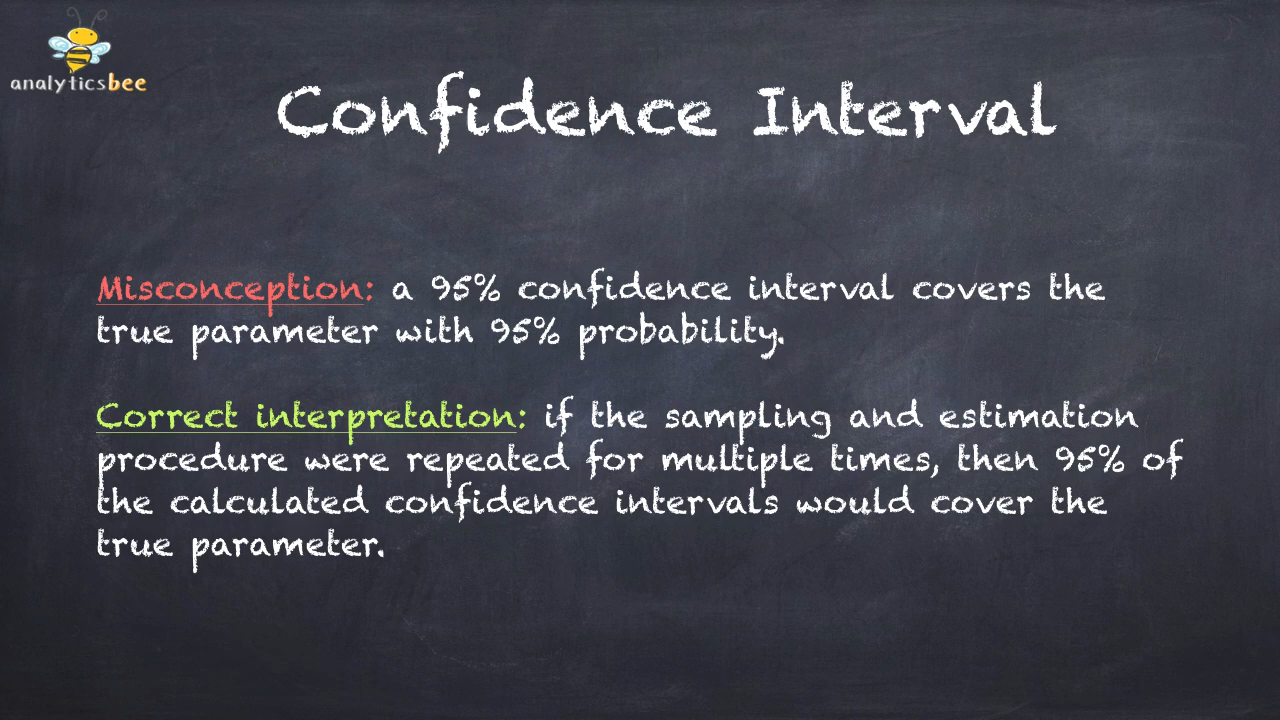 analyticsbee
Confidence Interval
Misconception: a 95% confidence interval covers the
true parameter with 95% probability.
Correct interpretation: if the sampling and estimation
procedure were repeated for multiple times, then 95% of
the calculated confidence intervals would cover the
true parameter.